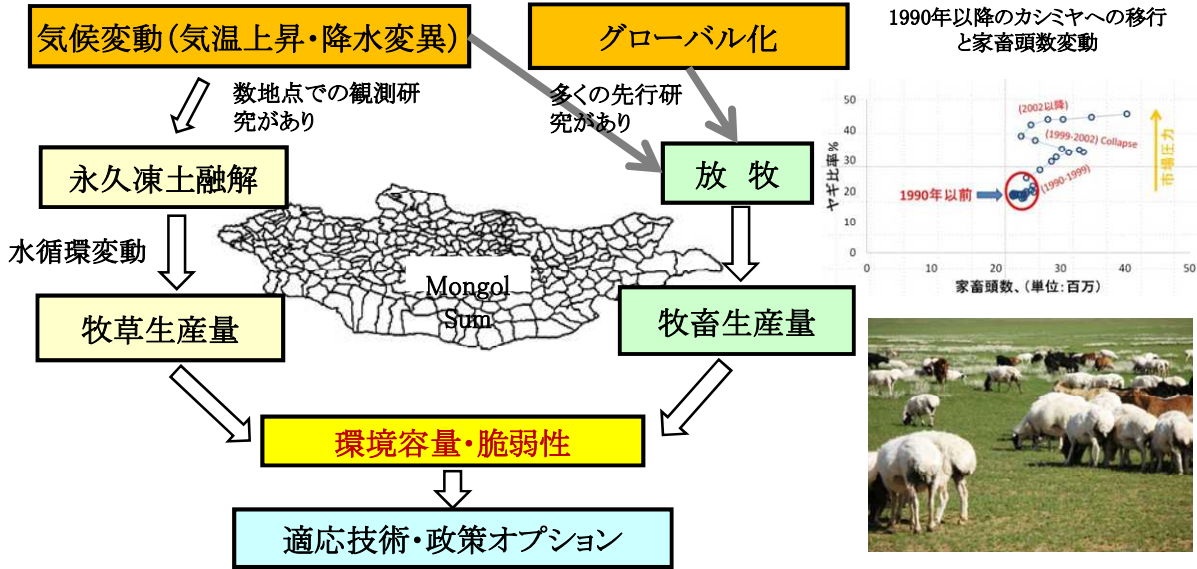 気候変動(気温上昇・降水変異)
グローバル化
数地点での観測研
究があり
多くの先行研
究があり
永久凍土融解
放 牧
水循環変動
Mongol
Sum
牧草生産量
牧畜生産量
環境容量・脆弱性
適応技術・政策オプション
1990年以降のカシミヤへの移行
と家畜頭数変動
ヤギ比率%
50
40
30
20
10
0
(2002以降)
(1999-2002) Collapse
(1990-1999)
1990年以前
市場圧力
0
10
20
30
40
50
家畜頭数、(単位:百万)